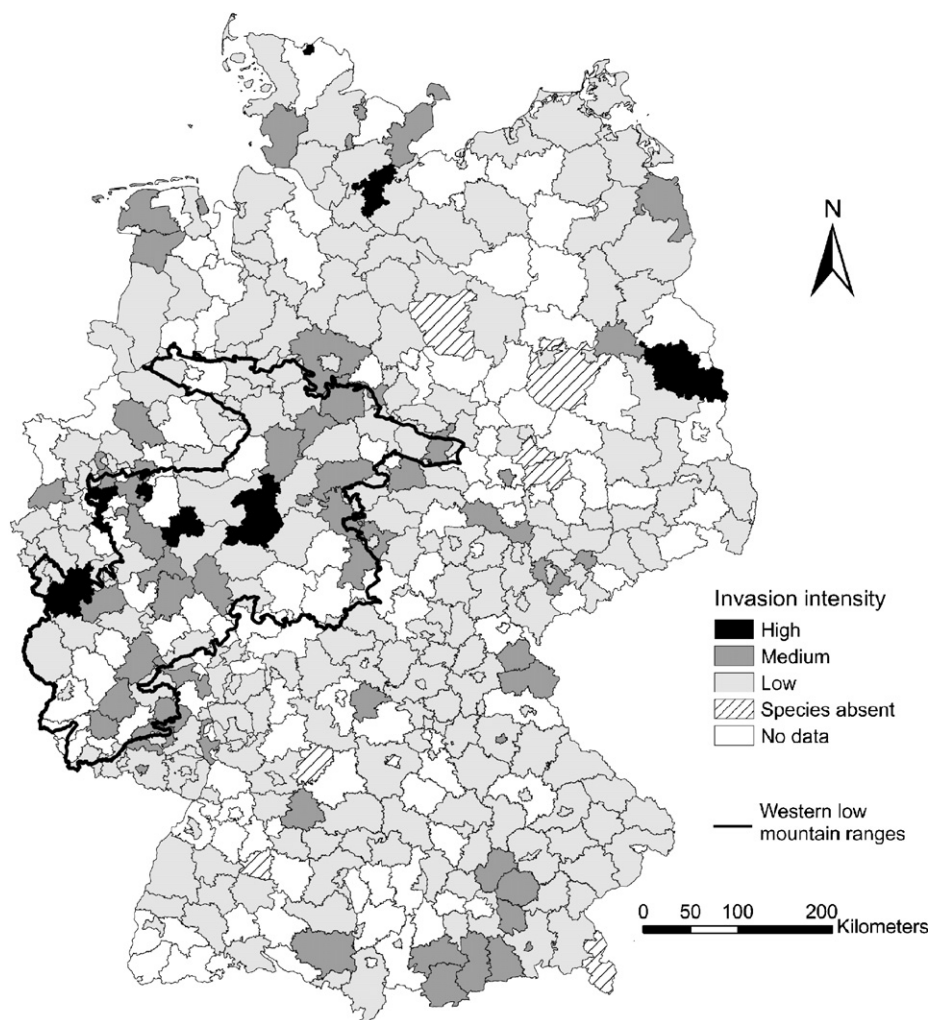 N
Invasion intensity
High
Medium
Low
Species absent
No data
Western low
mountain ranges
0 50 100 200
Kilometers